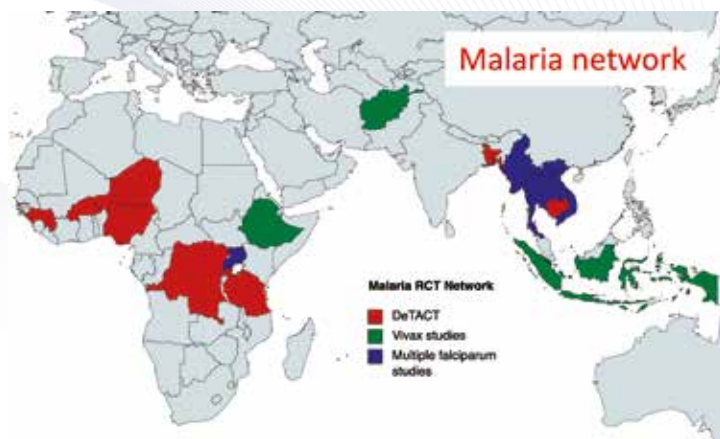 Malaria network
Malaria RCT Network
DeTACT
Vivax studies
Multiple falciparum
studies